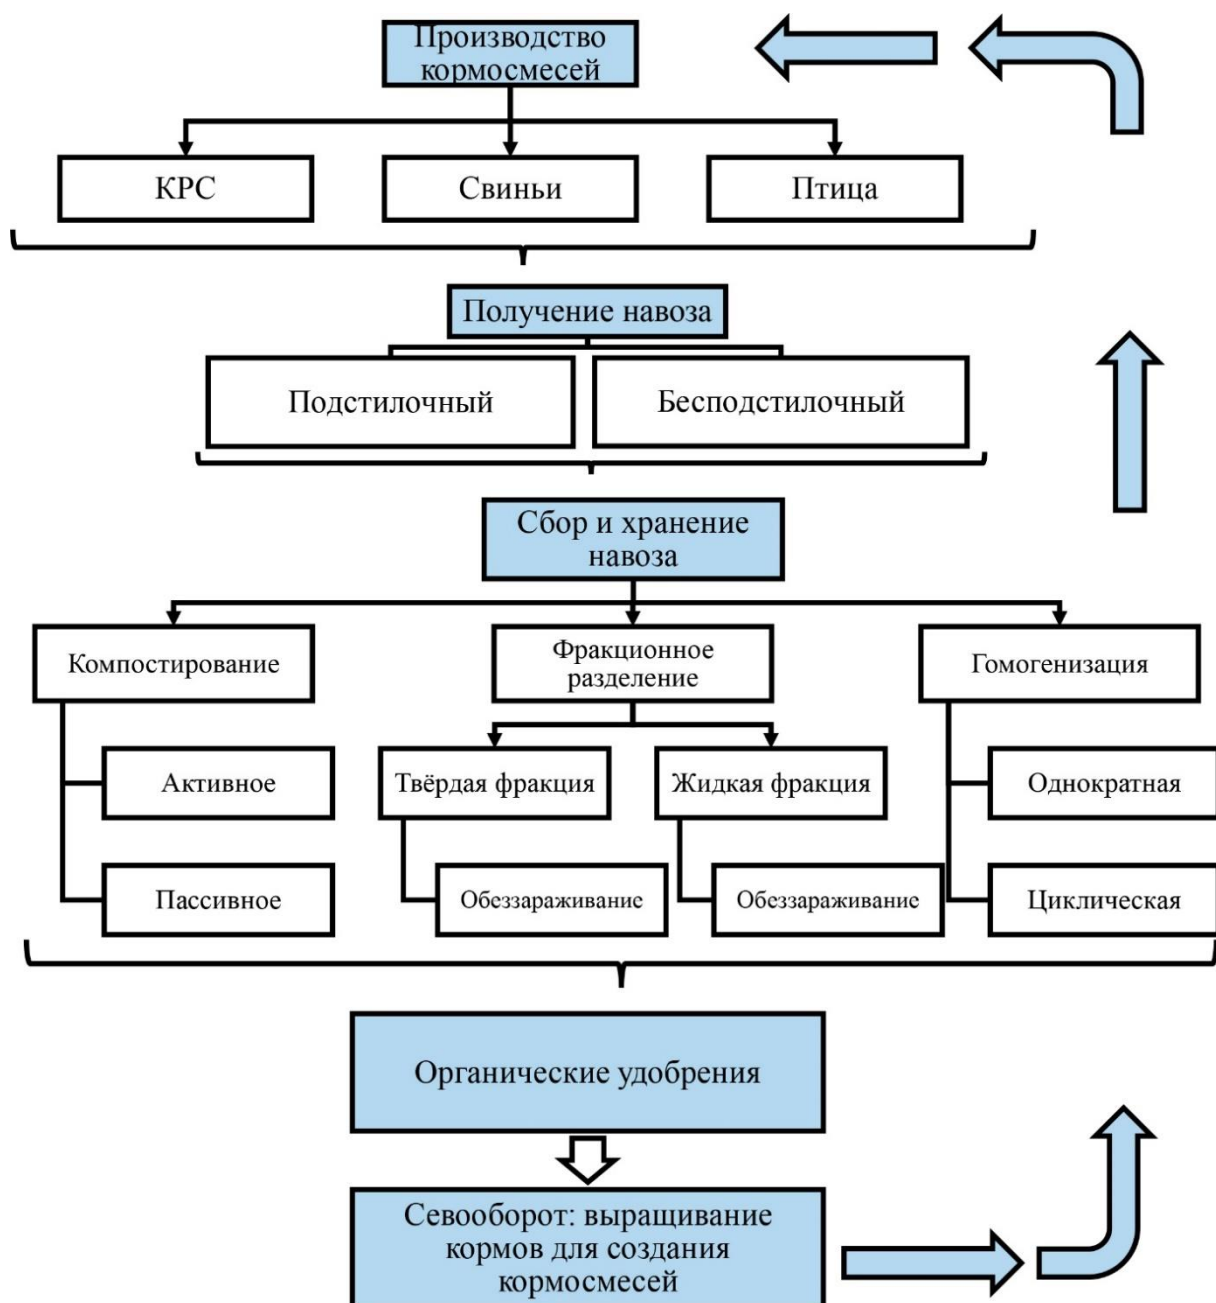 Производство
кормосмесей
КРС
Свиньи
Птица
Получение навоза
Подстилочный
Бесподстилочный
Сбор и хранение
навоза
Компостирование
Фракционное
разделение
Гомогенизация
Активное
Твёрдая фракция
Жидкая фракция
Однократная
Пассивное
Обеззараживание
Обеззараживание
Циклическая
Органические удобрения
Севооборот: выращивание
кормов для создания
кормосмесей